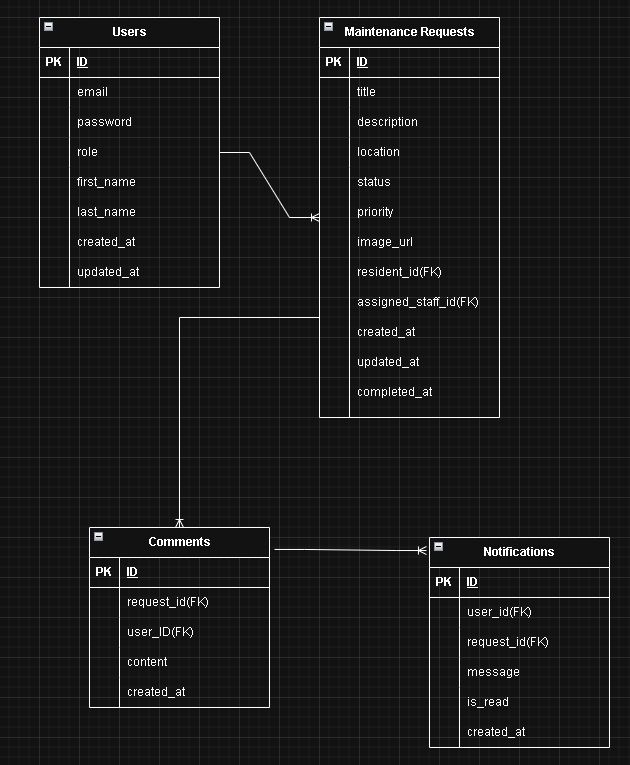 Users
PK ID
email
password
role
first_name
last_name
created_at
updated_at
Maintenance Requests
PK ID
title
description
location
status
priority
image_url
resident_id(FK)
assigned_staff_id(FK)
created_at
updated_at
completed_at
Comments
PK ID
request_id(FK)
user_ID(FK)
content
created_at
Notifications
PK ID
user_id(FK)
request_id(FK)
message
is_read
created_at